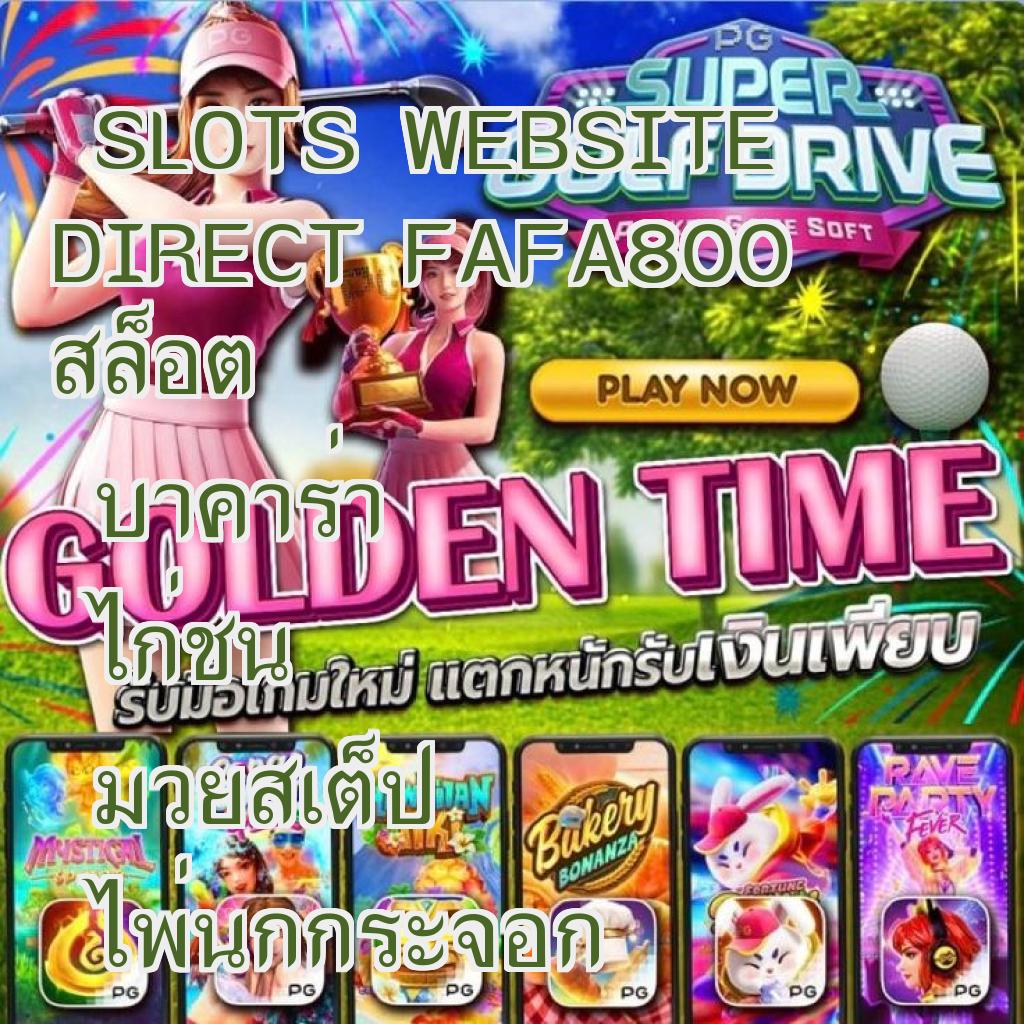 PG
PG
SUPER
SLOTS WEBSITE
GOLF DRIVE
DIRECT FAFA800
SOFT
สล็อต
PLAY NOW
บาคาร่า
GOLDEN TIME
ไก่ชน
รับมือเกมใหม่ แตกหนักรับเงินเพียบ
มวยสเต็ป
MYSTICAL
Bakery
BONANZA
FORTUNE
RAVE
PARTY
FEVER
ไพ่นกกระจอก
PG
PG
PG
PG
PG